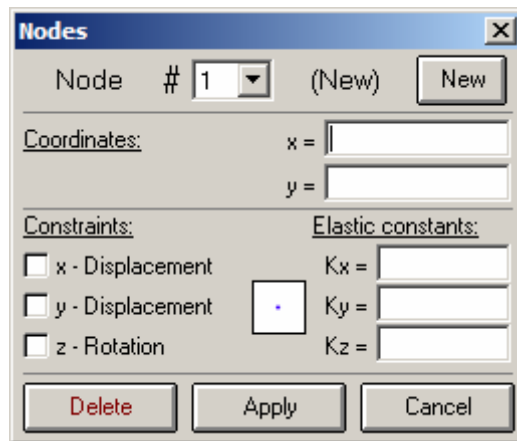 Nodes
Node # 1 (New) New
Coordinates: x =
y =
Constraints: Elastic constants:
x - Displacement Kx =
y - Displacement Ky =
z - Rotation Kz =
Delete Apply Cancel